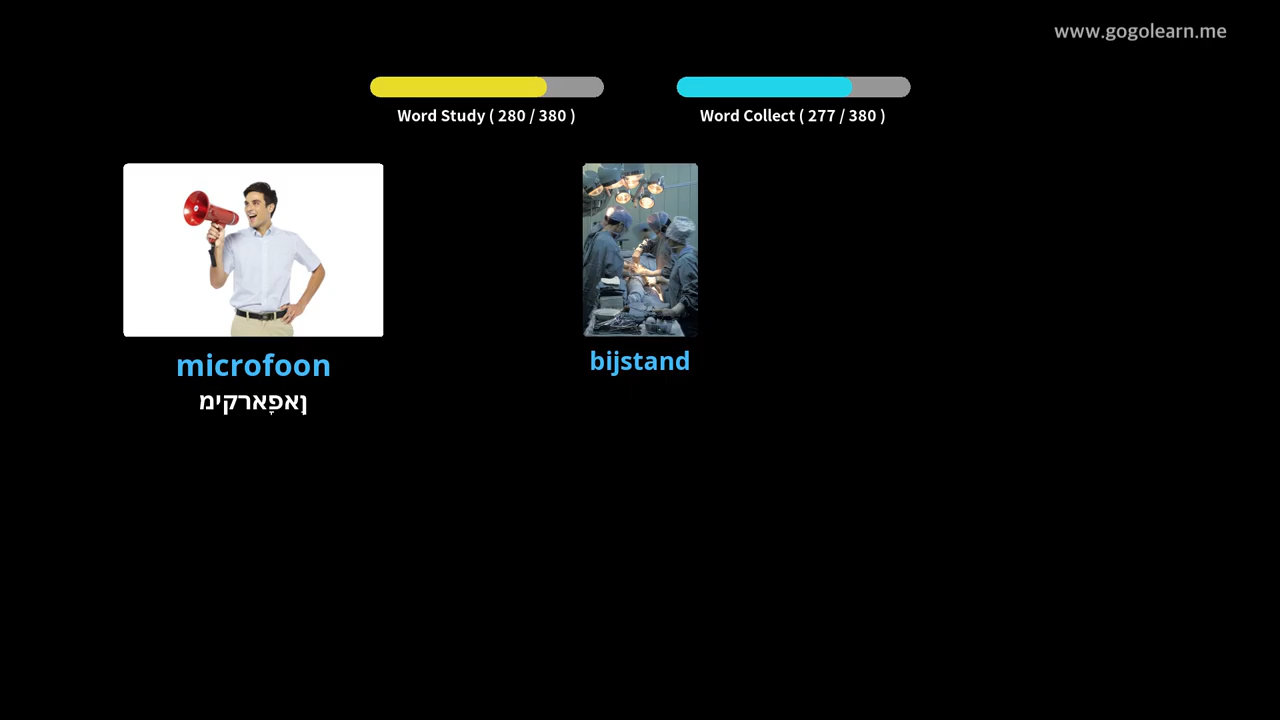 www.gogolearn.me
Word Study ( 280 / 380 )
Word Collect ( 277 / 380 )
microfoon
ןָאפָארקימ
bijstand